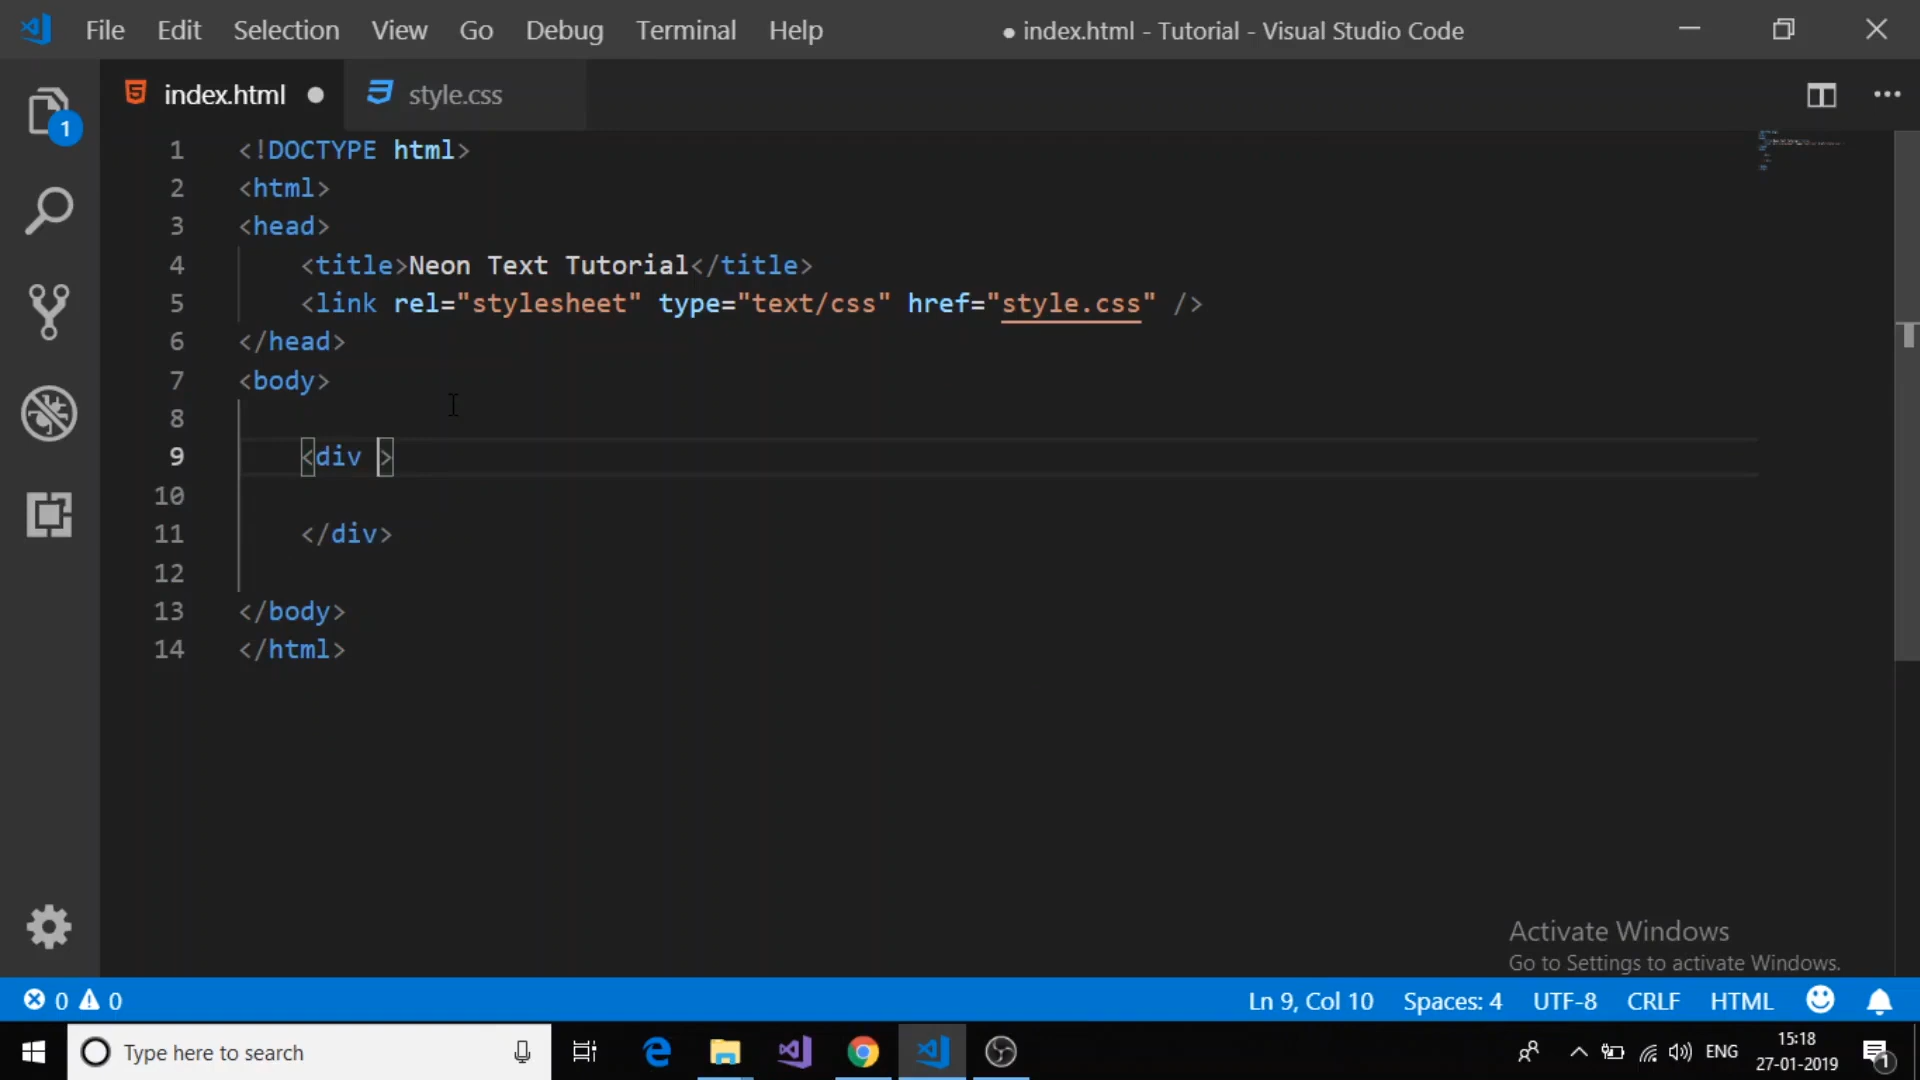 File Edit Selection View Go Debug Terminal Help ● index.html - Tutorial - Visual Studio Code
index.html ● style.css
1
1 <!DOCTYPE html>
2 <html>
3 <head>
4 <title>Neon Text Tutorial</title>
5 <link rel="stylesheet" type="text/css" href="style.css" />
6 </head>
7 <body>
8
9 <div >
10
11 </div>
12
13 </body>
14 </html>
Activate Windows
Go to Settings to activate Windows.
0 0 Ln 9, Col 10 Spaces: 4 UTF-8 CRLF HTML
Type here to search ENG 15:18
27-01-2019 1